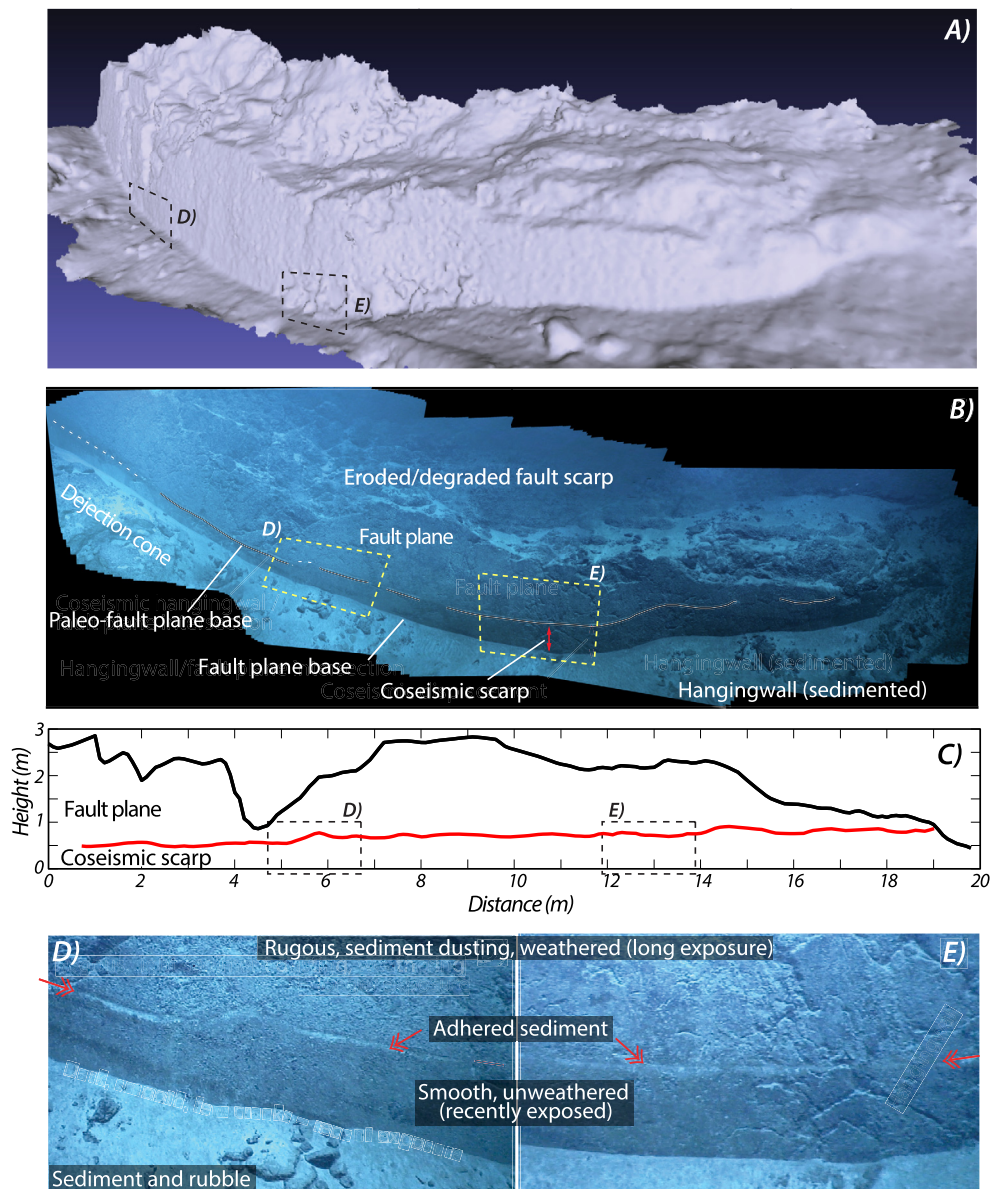 A)
D)
E)
B)
Eroded/degraded fault scarp
Dejection cone
D)
Fault plane
E)
Fault plane
Coseismic hangingwall/
Paleo-fault plane base
Fault plane base
Hangingwall (sedimented)
Coseismic scarp
Hangingwall (sedimented)
3
2
1
0
Height (m)
C)
Fault plane
D)
E)
Coseismic scarp
0
2
4
6
8
10
12
14
16
18
20
Distance (m)
D)
Rugous, sediment dusting, weathered (long exposure)
E)
Adhered sediment
Smooth, unweathered
(recently exposed)
Sediment and rubble